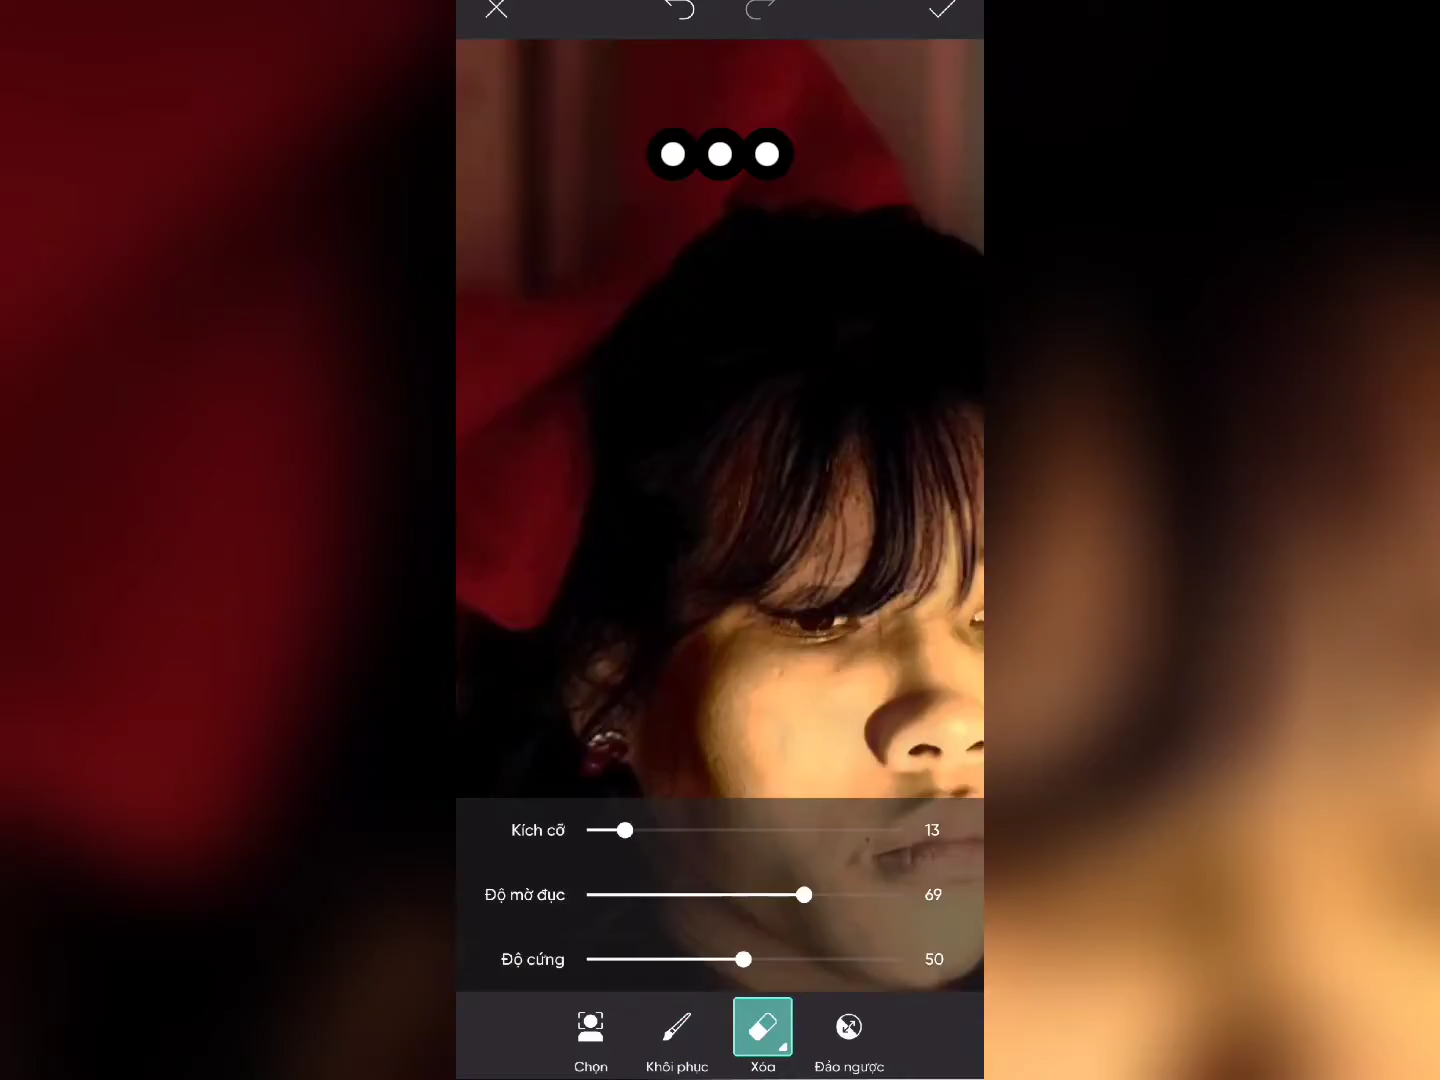 Kích cỡ 13
Độ mờ đục 69
Độ cứng 50
Chọn Khôi phục Xóa Đảo ngược